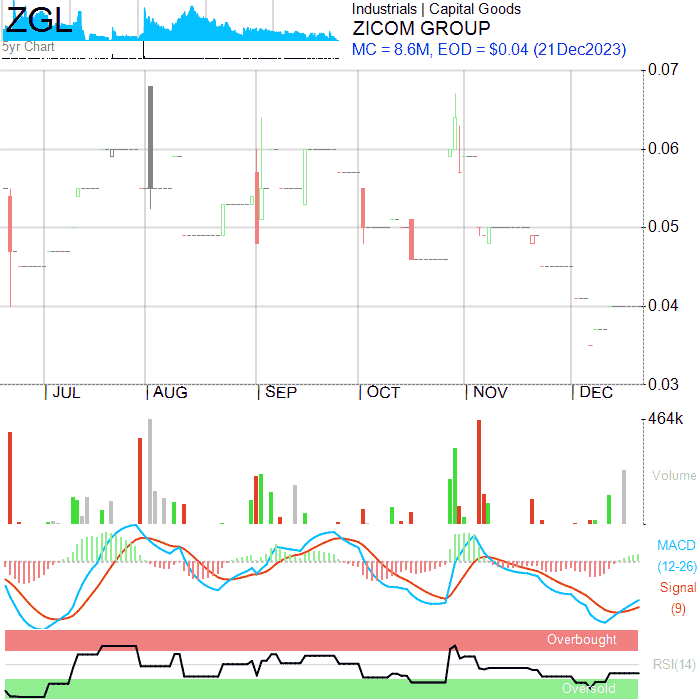 ZGL
5yr Chart
Industrials | Capital Goods
ZICOM GROUP
MC = 8.6M, EOD = $0.04 (21Dec2023)
0.07
0.06
0.05
0.04
0.03
| JUL | AUG | SEP | OCT | NOV | DEC
464k
Volume
MACD
(12-26)
Signal
(9)
Overbought
RSI(14)
Oversold